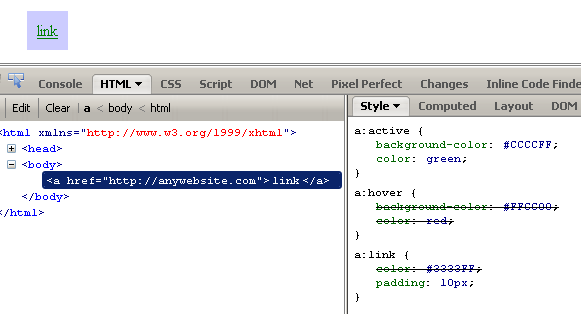 link
Console HTML CSS Script DOM Net Pixel Perfect Changes Inline Code Finde
Edit Clear a < body < html
<html xmlns="http://www.w3.org/1999/xhtml">
<head>
<body>
<a href="http://anywebsite.com">link</a>
</body>
</html>
Style Computed Layout DOM
a:active {
background-color: #CCCCFF;
color: green;
}
a:hover {
background-color: #FFCC00;
color: red;
}
a:link {
color: #3333FF;
padding: 10px;
}